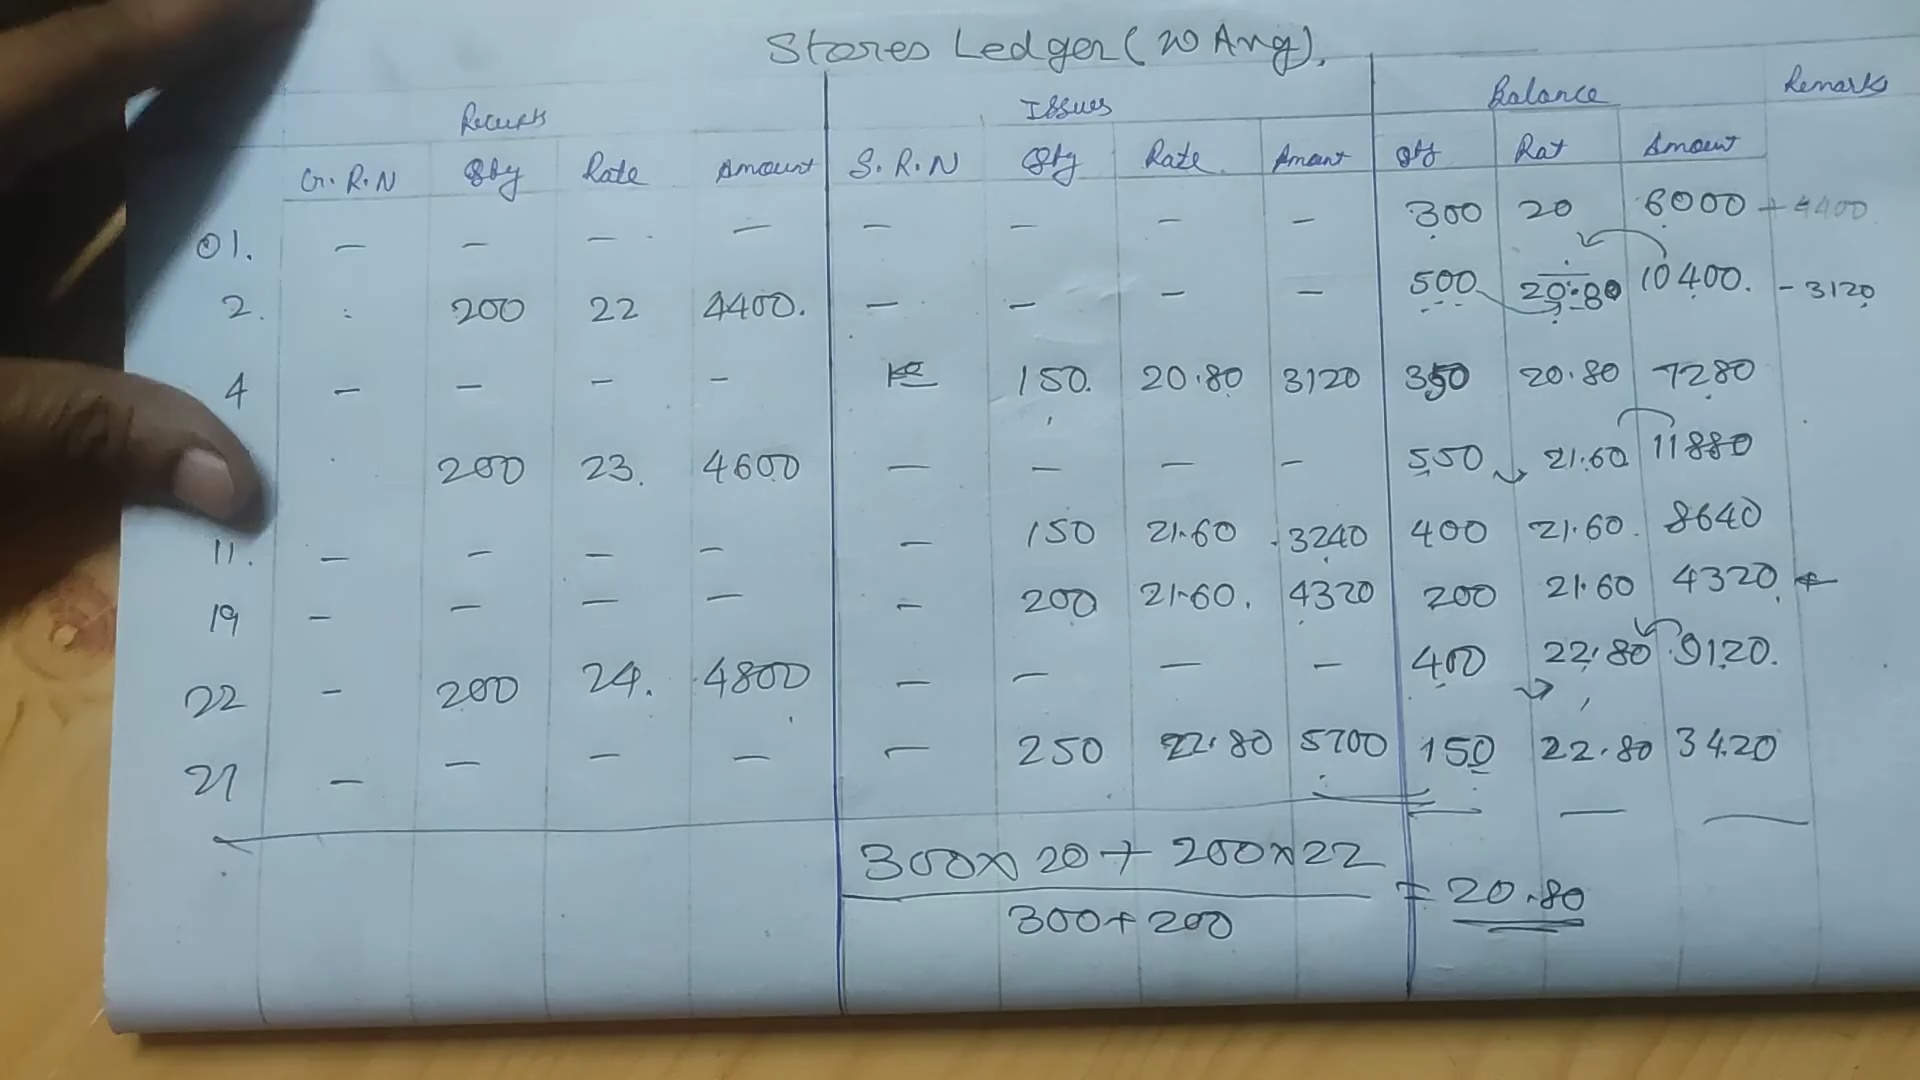 Stores Ledger (W Avg).
Receipts Issues Balance Remarks
G.R.N Qty Rate Amount S.R.N Qty Rate Amount Qty Rat Amount
01. — — — — — — — — 300 20 6000 + 4400
2. 200 22 4400. — — — — 500 20.80 10400. - 3120
4 — — — — 150. 20.80 3120 350 20.80 7280
200 23. 4600 — — — — 550 21.60 11880
11. — — — — — 150 21.60 3240 400 21.60. 8640
19 — — — — — 200 21.60. 4320 200 21.60 4320
22 — 200 24. 4800 — — — — 400 22.80 9120.
27 — — — — — 250 22.80 5700 150 22.80 3420
300 × 20 + 200 × 22
300 + 200
= 20.80